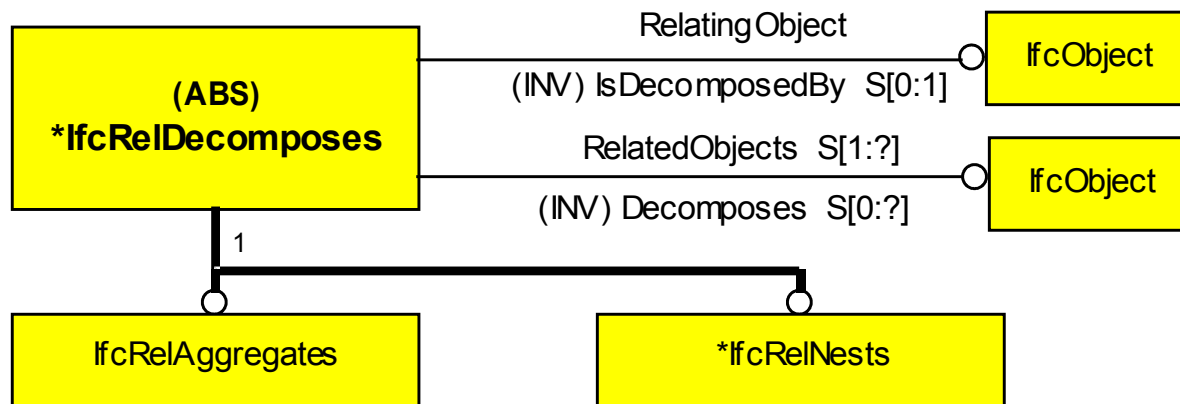 RelatingObject
IfcObject
(ABS)
(INV) IsDecomposedBy S[0:1]
*IfcRelDecomposes
RelatedObjects S[1:?]
IfcObject
(INV) Decomposes S[0:?]
1
IfcRelAggregates
*IfcRelNests